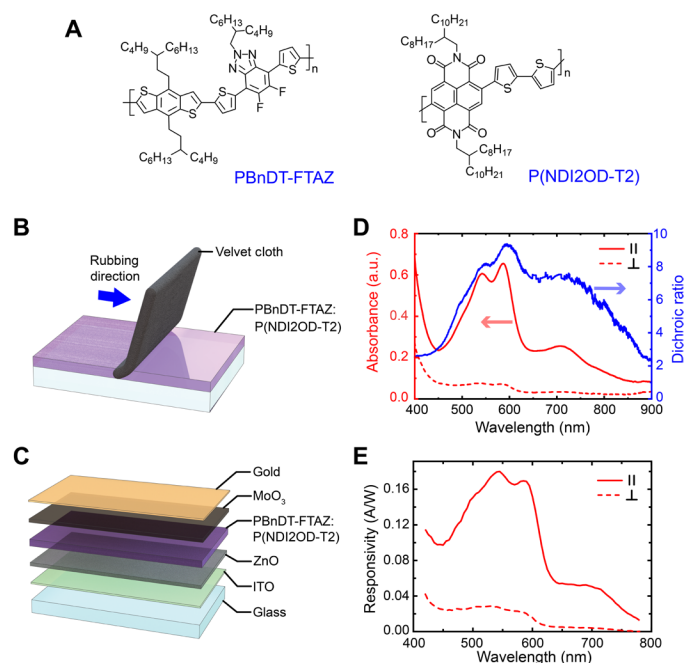 A
C6H13
C4H9
C4H9
C6H13
N
N
N
S
n
S
S
S
F
F
C6H13
C4H9
PBnDT-FTAZ
C10H21
C8H17
O
N
O
S
S
n
O
N
O
C8H17
C10H21
P(NDI2OD-T2)
B
Velvet cloth
Rubbing
direction
PBnDT-FTAZ:
P(NDI2OD-T2)
C
Gold
MoO3
PBnDT-FTAZ:
P(NDI2OD-T2)
ZnO
ITO
Glass
D
0.8
0.6
0.4
0.2
0.0
Absorbance (a.u.)
||
⊥
10
8
6
4
2
0
Dichroic ratio
400 500 600 700 800 900
Wavelength (nm)
E
0.16
0.12
0.08
0.04
0.00
Responsivity (A/W)
||
⊥
400 500 600 700 800
Wavelength (nm)